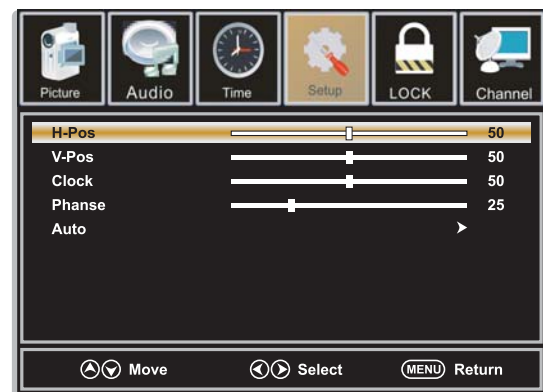 Picture Audio Time Setup LOCK Channel
H-Pos 50
V-Pos 50
Clock 50
Phanse 25
Auto
Move Select MENU Return